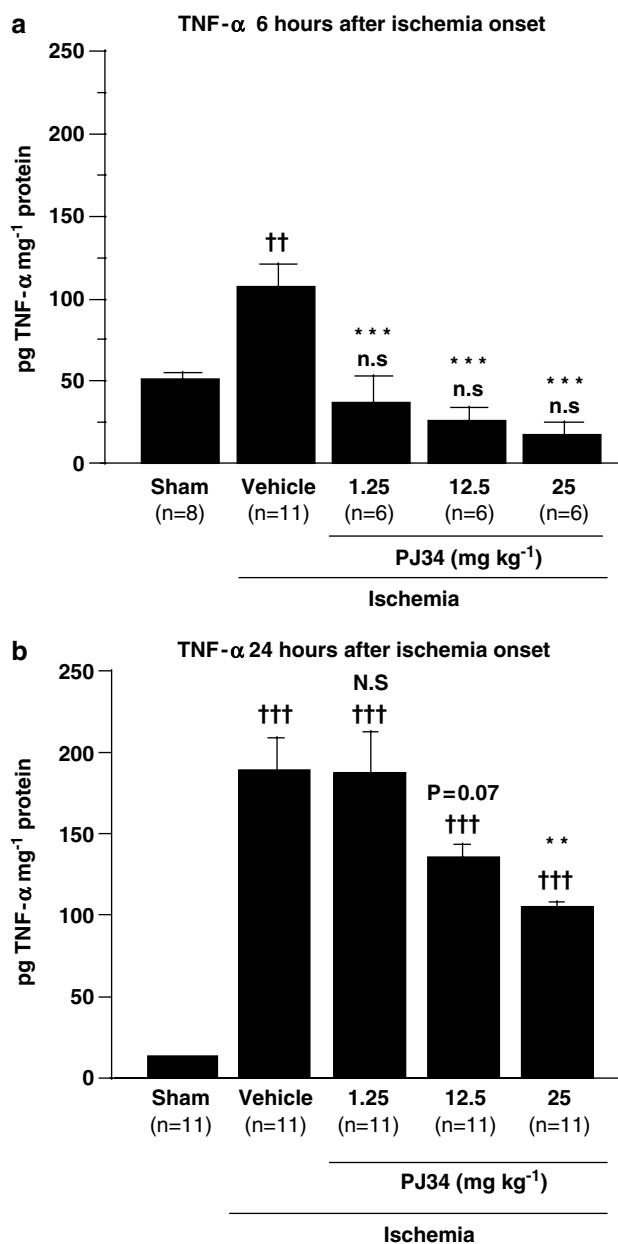 a
TNF-α 6 hours after ischemia onset
pg TNF-α mg⁻¹ protein
250
200
150
100
50
0
††
* * *
n.s
* * *
n.s
* * *
n.s
Sham Vehicle 1.25 12.5 25
(n=8) (n=11) (n=6) (n=6) (n=6)
PJ34 (mg kg⁻¹)
Ischemia
b
TNF-α 24 hours after ischemia onset
pg TNF-α mg⁻¹ protein
250
200
150
100
50
0
†††
N.S
†††
P=0.07
†††
* *
†††
Sham Vehicle 1.25 12.5 25
(n=11) (n=11) (n=11) (n=11) (n=11)
PJ34 (mg kg⁻¹)
Ischemia